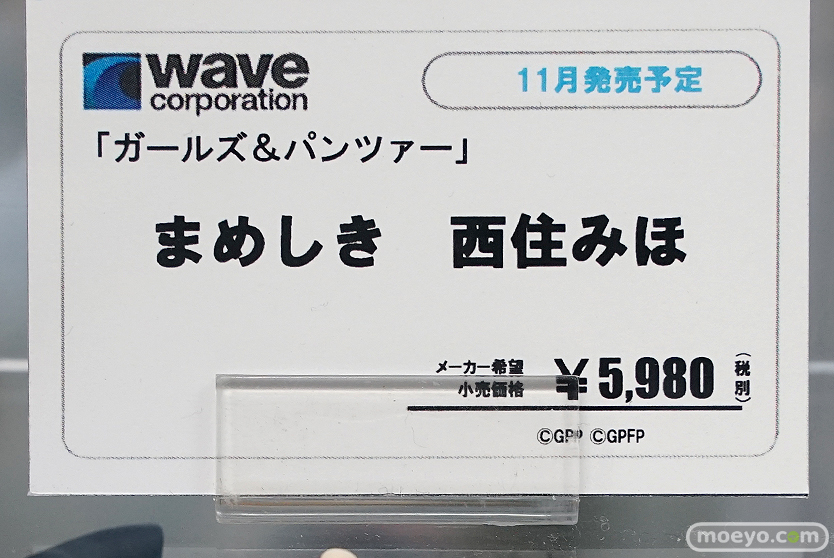 wave
corporation
11月発売予定
「ガールズ&パンツァー」
まめしき 西住みほ
メーカー希望
小売価格
¥5,980
(税別)
©GPP ©GPFP
moeyo.com